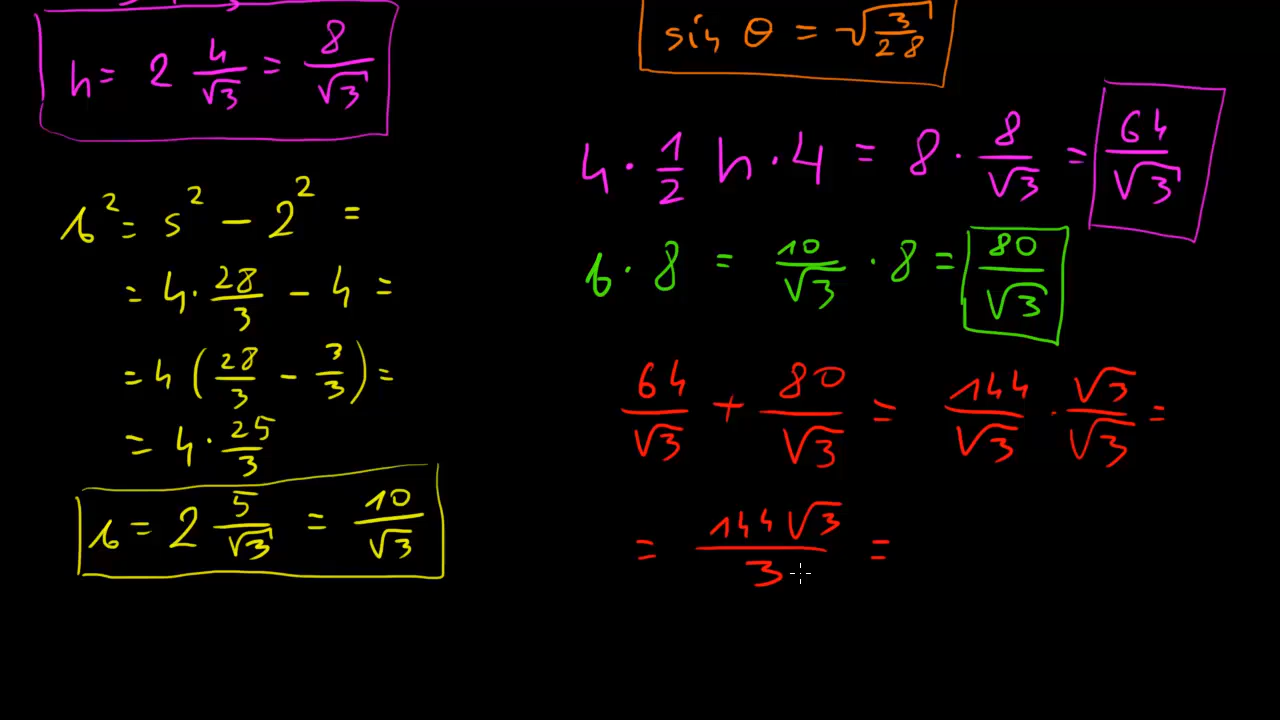 h = 2 4/√3 = 8/√3
b² = s² − 2² =
= 4 · 28/3 − 4 =
= 4 (28/3 − 3/3) =
= 4 · 25/3
b = 2 5/√3 = 10/√3
sin θ = √(3/28)
4 · 1/2 h · 4 = 8 · 8/√3 = 64/√3
b · 8 = 10/√3 · 8 = 80/√3
64/√3 + 80/√3 = 144/√3 · √3/√3 =
= 144√3/3 =